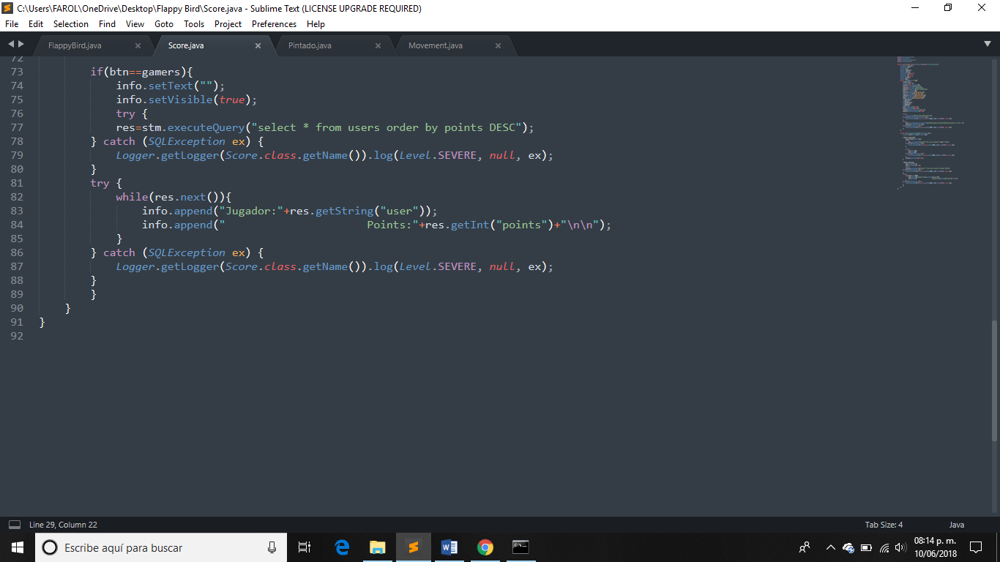 C:\Users\FAROL\OneDrive\Desktop\Flappy Bird\Score.java - Sublime Text (LICENSE UPGRADE REQUIRED)
File Edit Selection Find View Goto Tools Project Preferences Help
FlappyBird.java Score.java Pintado.java Movement.java
72
73 if(btn==gamers){
74 info.setText("");
75 info.setVisible(true);
76 try {
77 res=stm.executeQuery("select * from users order by points DESC");
78 } catch (SQLException ex) {
79 Logger.getLogger(Score.class.getName()).log(Level.SEVERE, null, ex);
80 }
81 try {
82 while(res.next()){
83 info.append("Jugador:"+res.getString("user"));
84 info.append("                      Points:"+res.getInt("points")+"\n\n");
85 }
86 } catch (SQLException ex) {
87 Logger.getLogger(Score.class.getName()).log(Level.SEVERE, null, ex);
88 }
89 }
90 }
91 }
92
Line 29, Column 22 Tab Size: 4 Java
Escribe aquí para buscar
08:14 p. m.
10/06/2018